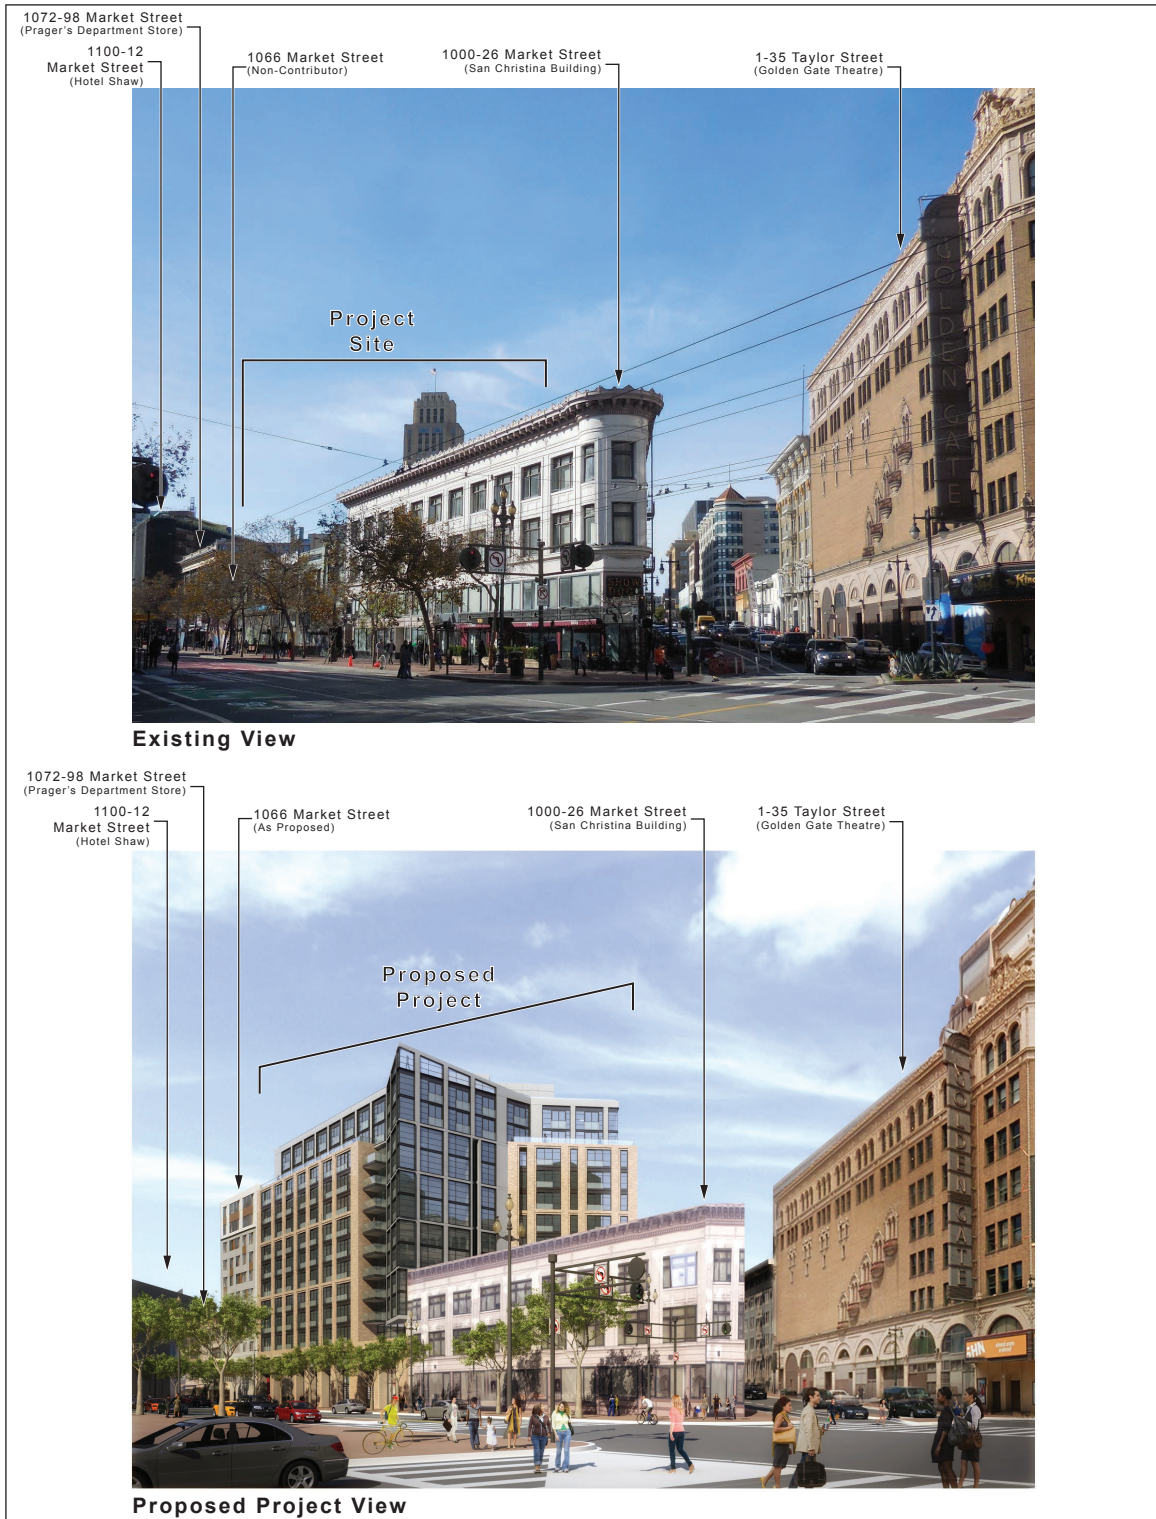 1072-98 Market Street
(Prager's Department Store)
1100-12
Market Street
(Hotel Shaw)
1066 Market Street
(Non-Contributor)
1000-26 Market Street
(San Christina Building)
1-35 Taylor Street
(Golden Gate Theatre)
Project
Site
GOLDEN GATE
SHOW
Existing View
1072-98 Market Street
(Prager's Department Store)
1100-12
Market Street
(Hotel Shaw)
1066 Market Street
(As Proposed)
1000-26 Market Street
(San Christina Building)
1-35 Taylor Street
(Golden Gate Theatre)
Proposed
Project
GOLDEN GATE
SHN
Proposed Project View